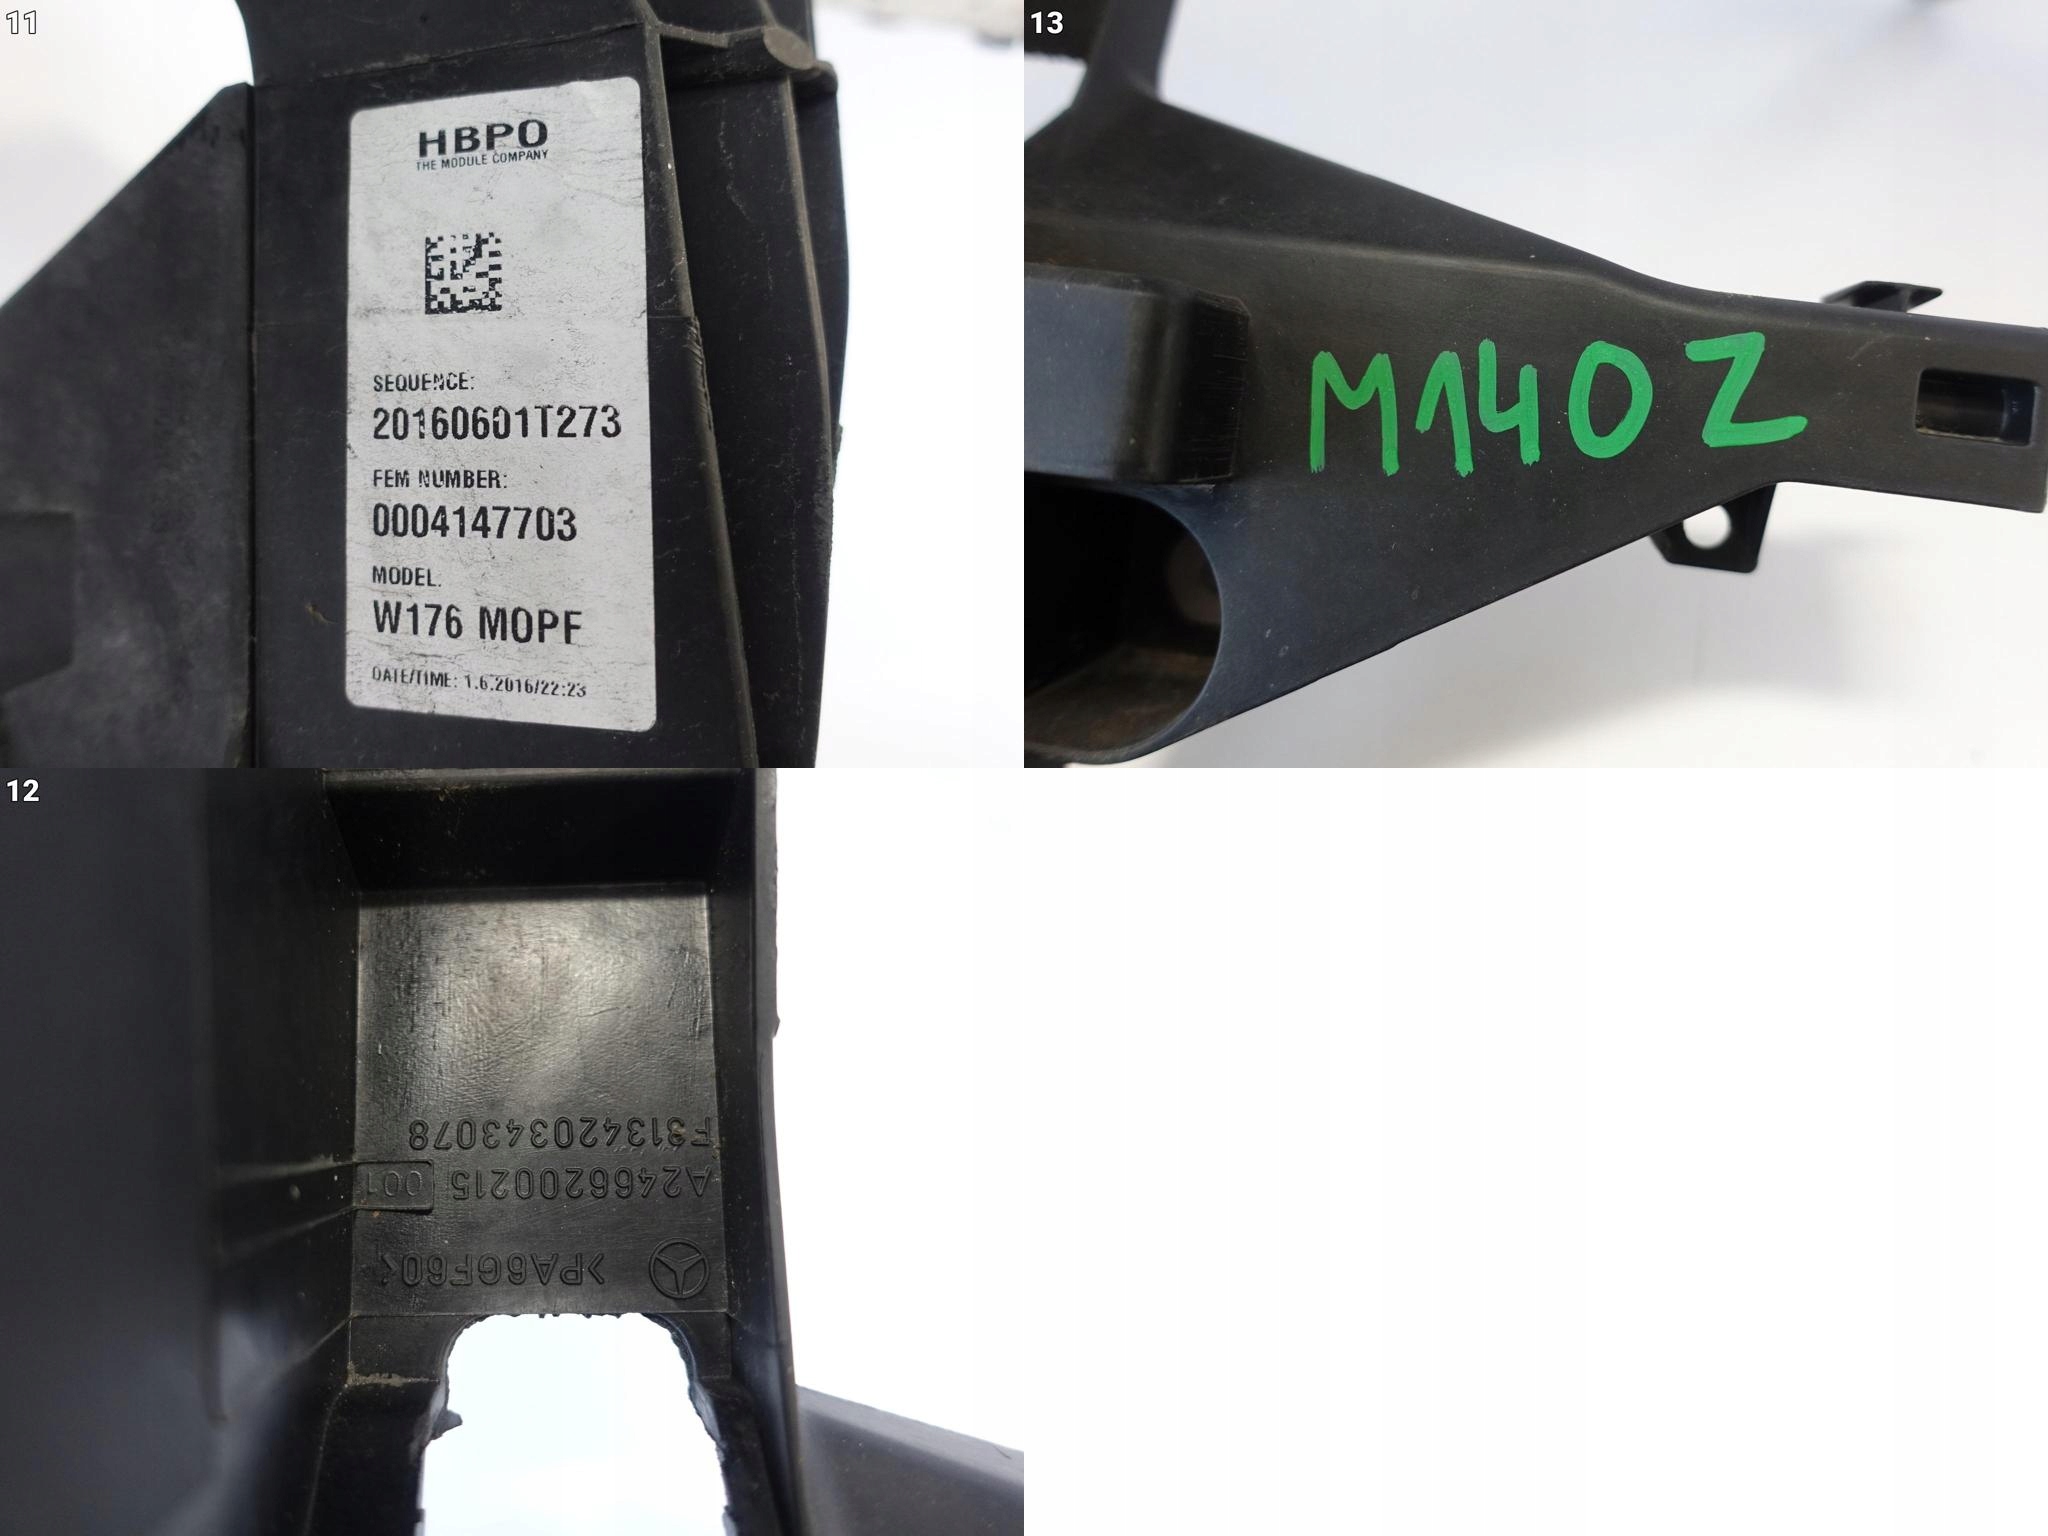 11
HBPO
THE MODULE COMPANY
SEQUENCE:
20160601T273
FEM NUMBER:
0004147703
MODEL:
W176 MOPF
DATE/TIME: 1.6.2016/22:23
13
M140Z
12
>PA6GF60<
A2466200215 001
F313420343078